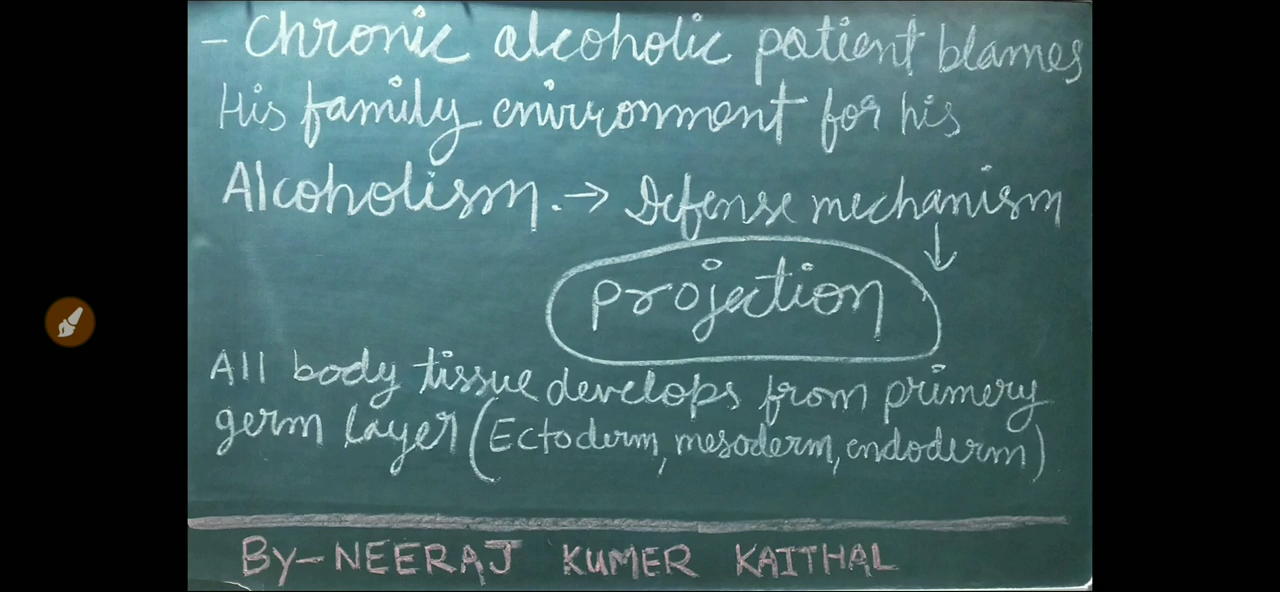 - Chronic alcoholic patient blames
His family environment for his
Alcoholism. → Defense mechanism
↓
projection
All body tissue develops from primery
germ layer (Ectoderm, mesoderm, endoderm)
By-NEERAJ KUMER KAITHAL